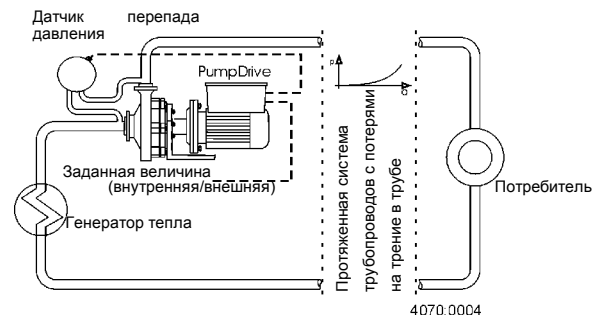 Датчик перепада
давления
PumpDrive
p
Q
Заданная величина
(внутренняя/внешняя)
Генератор тепла
Протяженная система
трубопроводов с потерями
на трение в трубе
Потребитель
4070:0004